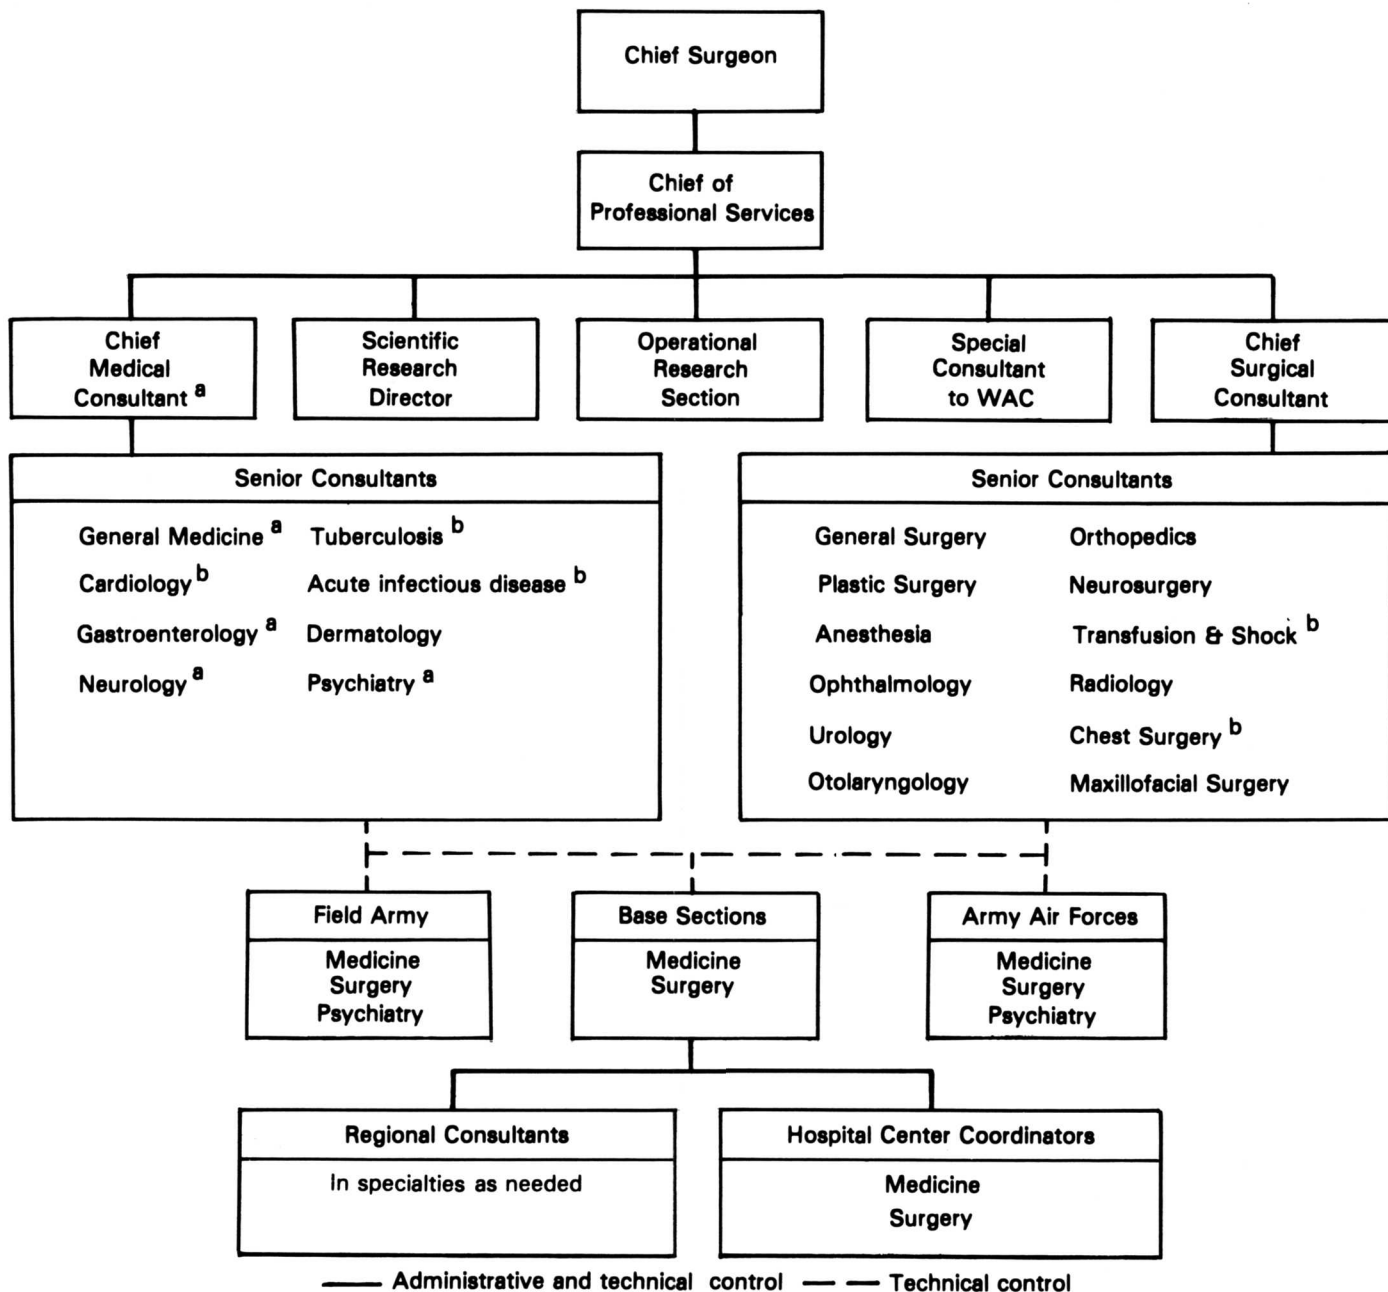 Chief Surgeon
Chief of
Professional Services
Chief
Medical
Consultant a
Scientific
Research
Director
Operational
Research
Section
Special
Consultant
to WAC
Chief
Surgical
Consultant
Senior Consultants
General Medicine a Tuberculosis b
Cardiology b Acute infectious disease b
Gastroenterology a Dermatology
Neurology a Psychiatry a
Senior Consultants
General Surgery Orthopedics
Plastic Surgery Neurosurgery
Anesthesia Transfusion & Shock b
Ophthalmology Radiology
Urology Chest Surgery b
Otolaryngology Maxillofacial Surgery
Field Army
Medicine
Surgery
Psychiatry
Base Sections
Medicine
Surgery
Army Air Forces
Medicine
Surgery
Psychiatry
Regional Consultants
In specialties as needed
Hospital Center Coordinators
Medicine
Surgery
Administrative and technical control Technical control